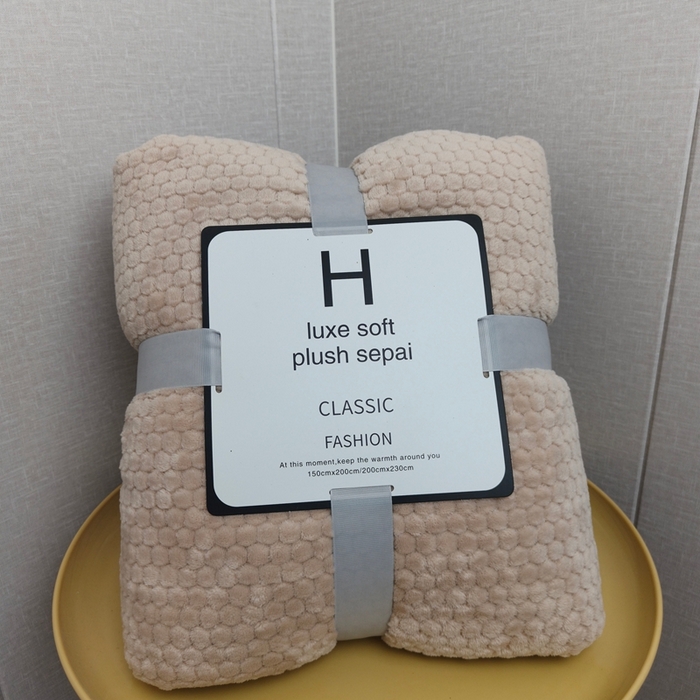 H
luxe soft
plush sepai
CLASSIC
FASHION
At this moment,keep the warmth around you
150cmx200cm/200cmx230cm